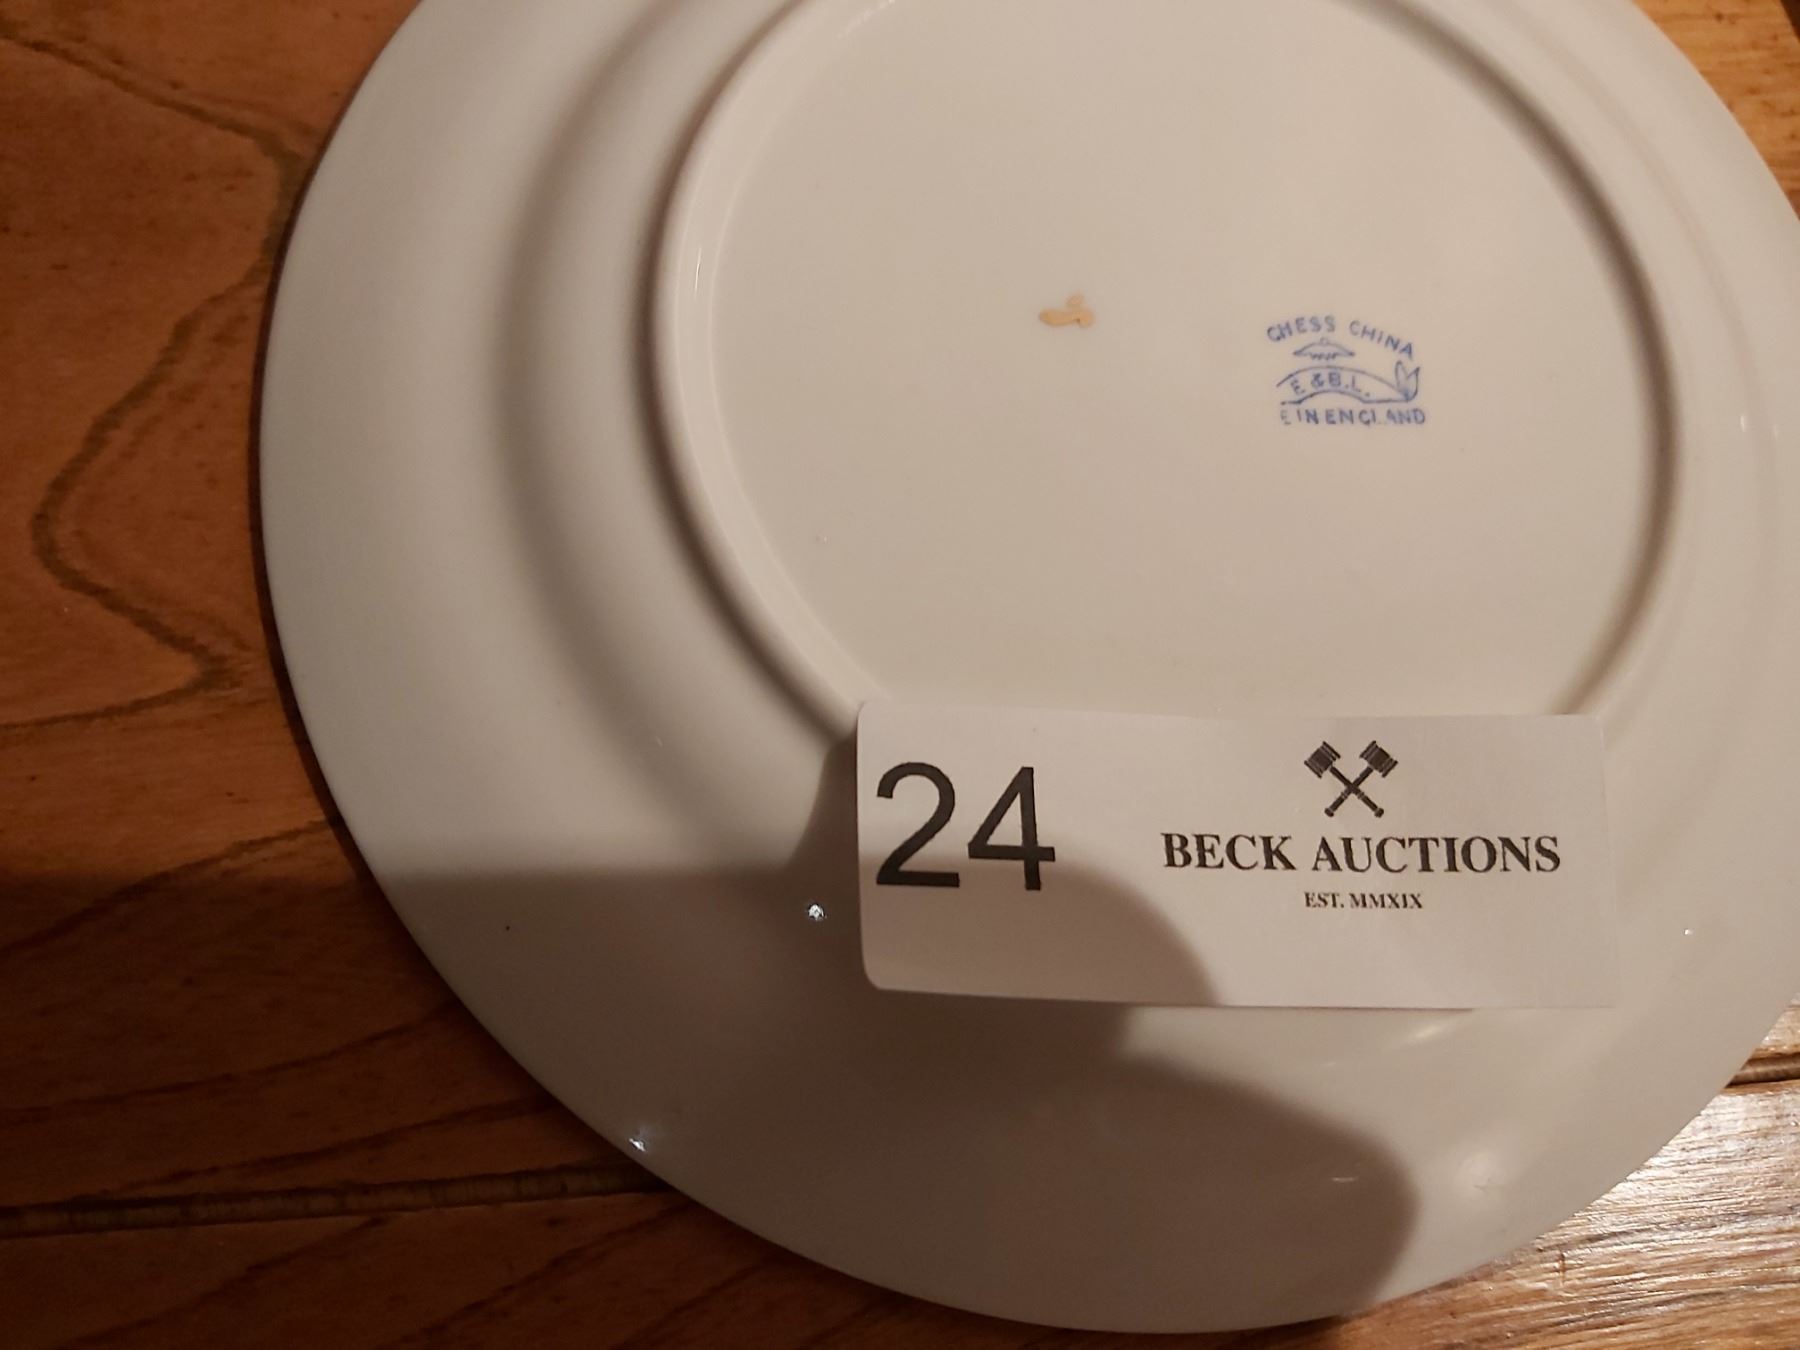 CHESS CHINA
E & B.L.
E IN ENGLAND
24
BECK AUCTIONS
EST. MMXIX